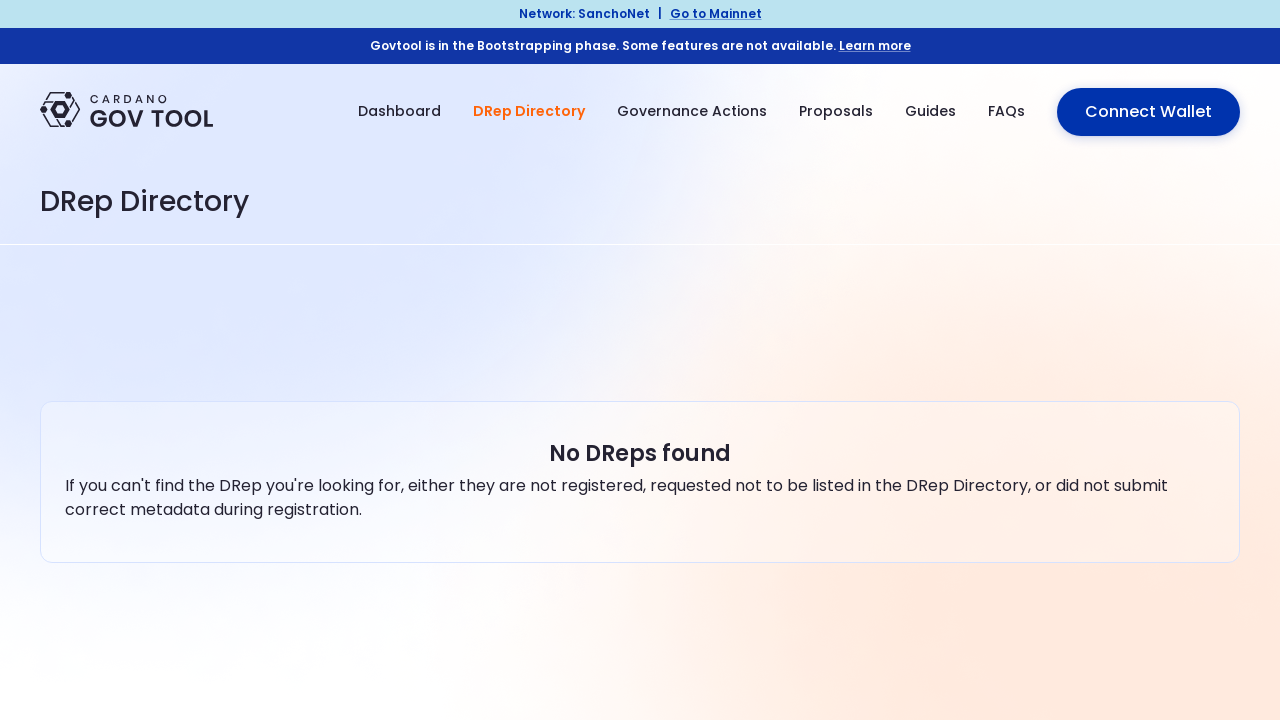 Network: SanchoNet | Go to Mainnet
Govtool is in the Bootstrapping phase. Some features are not available. Learn more
CARDANO
GOV TOOL
Dashboard
DRep Directory
Governance Actions
Proposals
Guides
FAQs
Connect Wallet
DRep Directory
No DReps found
If you can't find the DRep you're looking for, either they are not registered, requested not to be listed in the DRep Directory, or did not submit
correct metadata during registration.